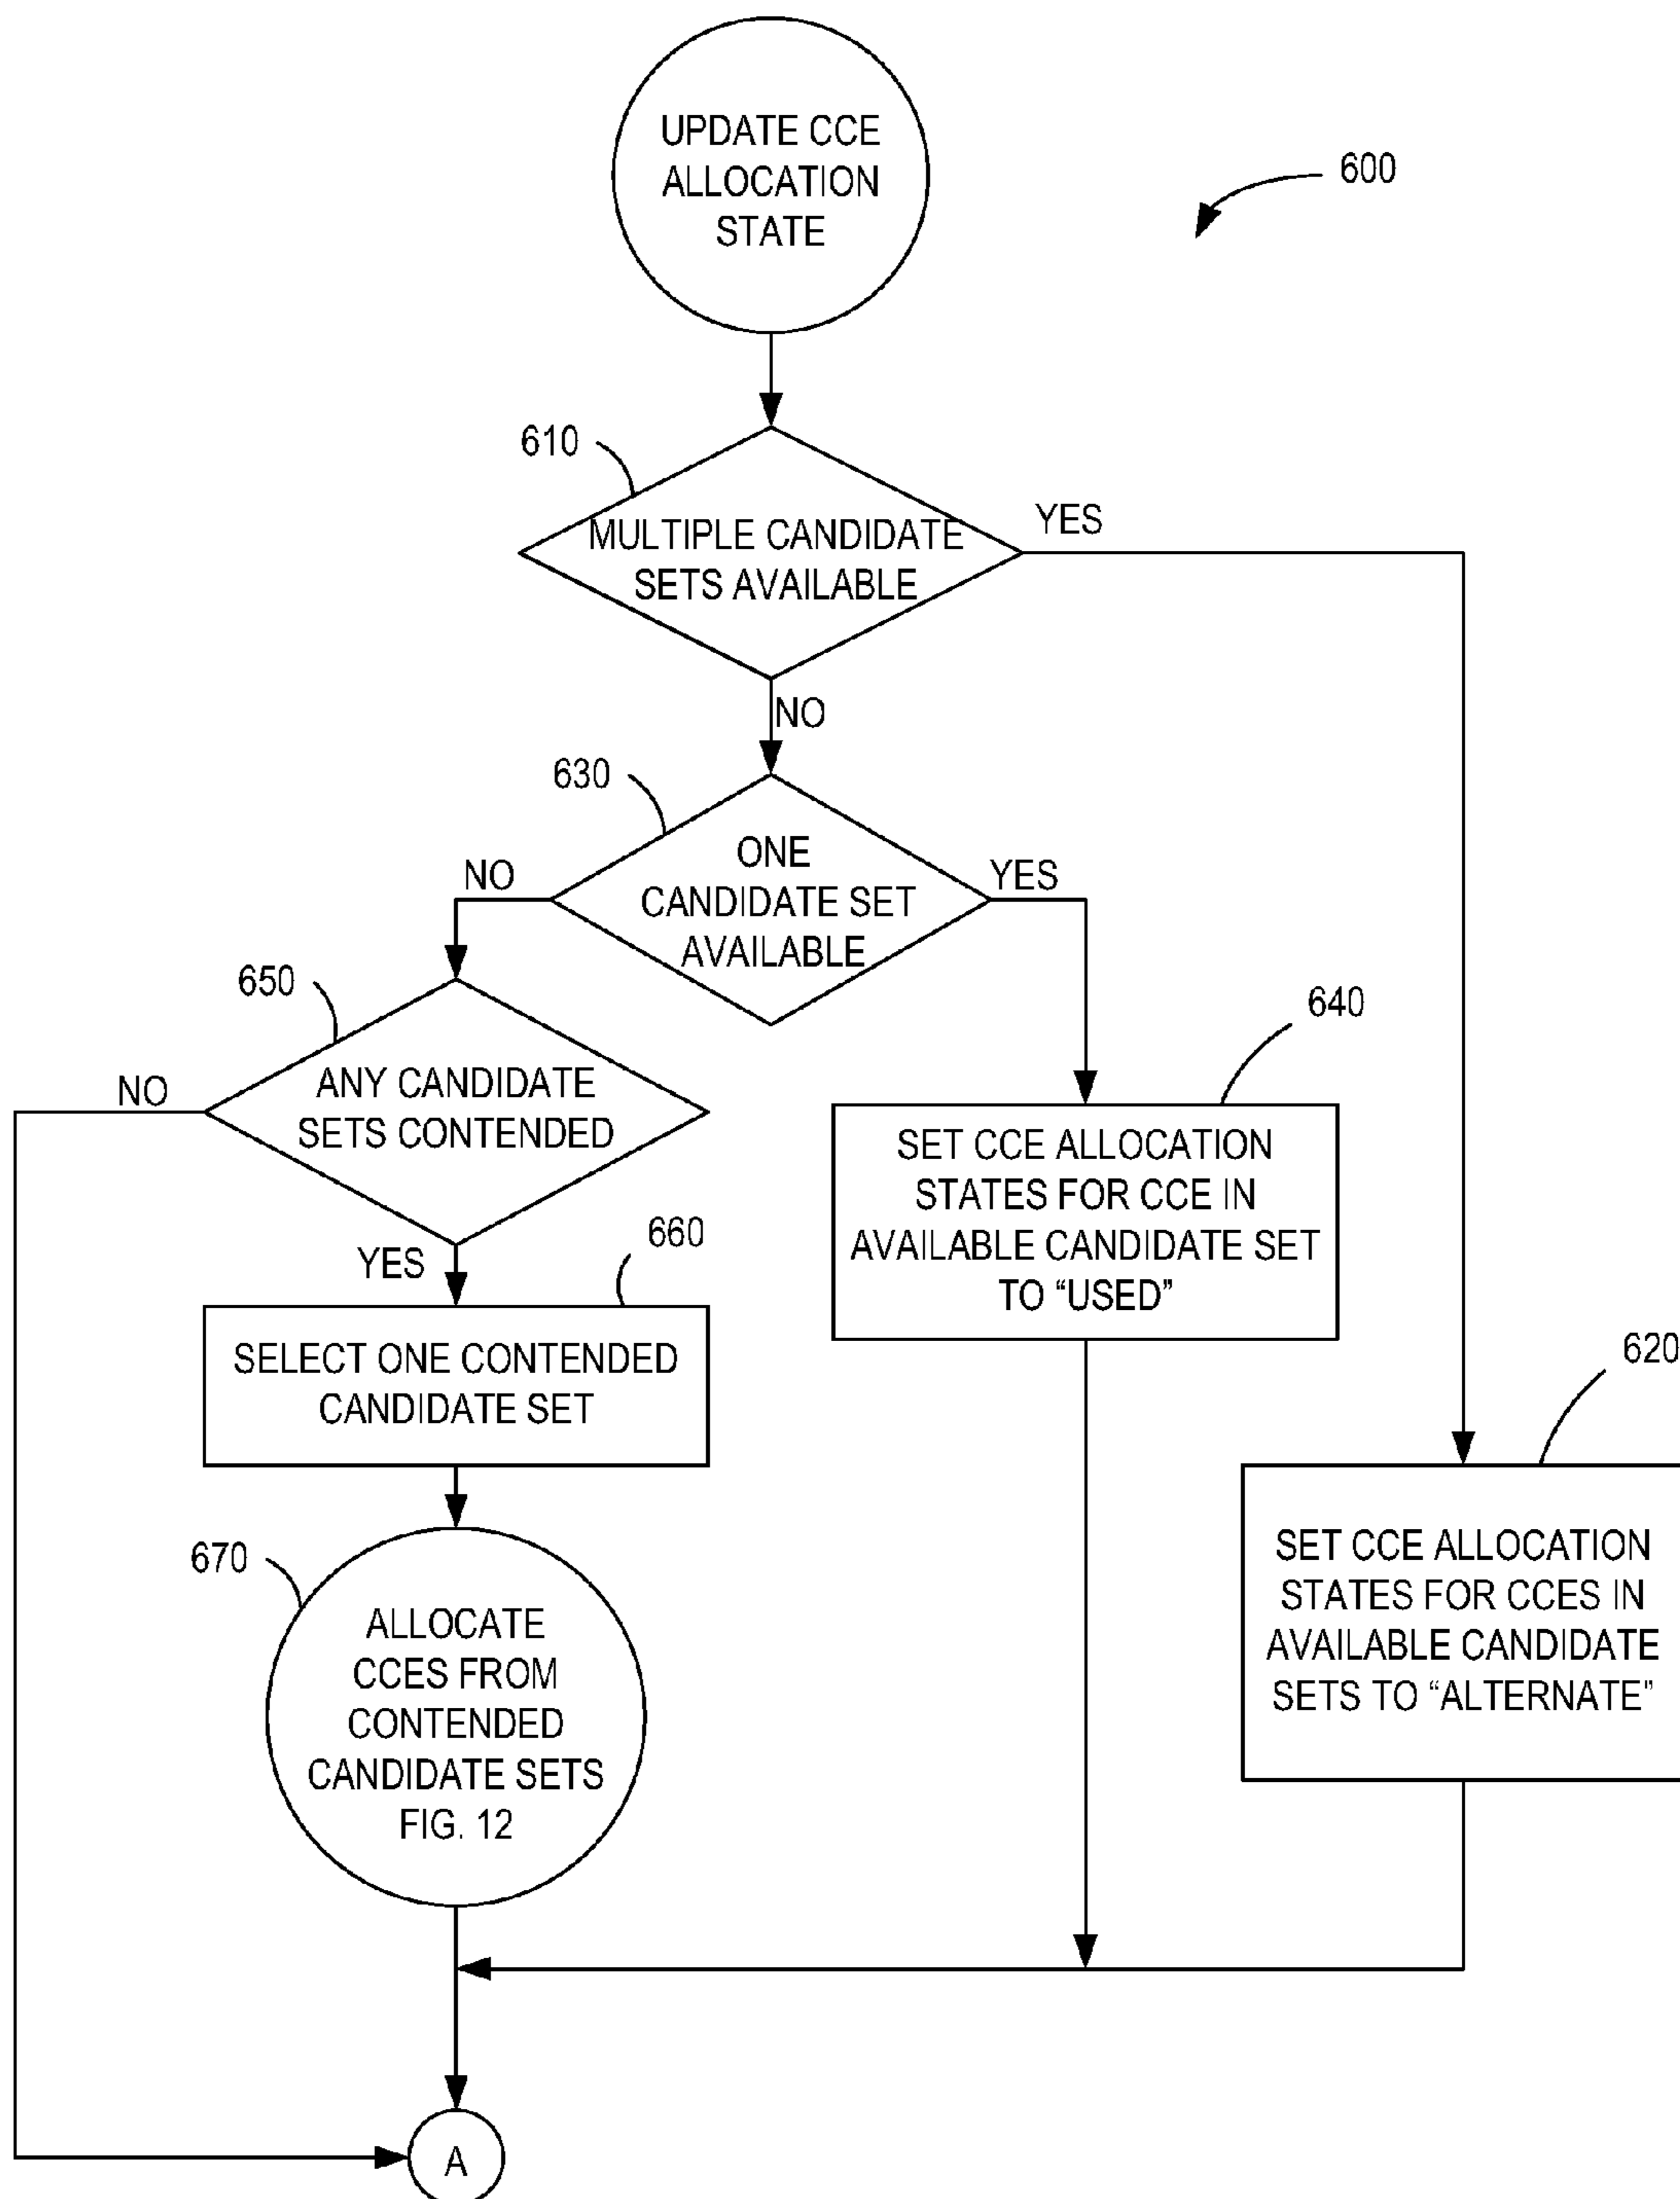 UPDATE CCE
ALLOCATION
STATE
600
610
MULTIPLE CANDIDATE
SETS AVAILABLE
YES
NO
630
ONE
CANDIDATE SET
AVAILABLE
NO
YES
650
ANY CANDIDATE
SETS CONTENDED
NO
YES
640
SET CCE ALLOCATION
STATES FOR CCE IN
AVAILABLE CANDIDATE SET
TO “USED”
660
SELECT ONE CONTENDED
CANDIDATE SET
620
SET CCE ALLOCATION
STATES FOR CCES IN
AVAILABLE CANDIDATE
SETS TO “ALTERNATE”
670
ALLOCATE
CCES FROM
CONTENDED
CANDIDATE SETS
FIG. 12
A